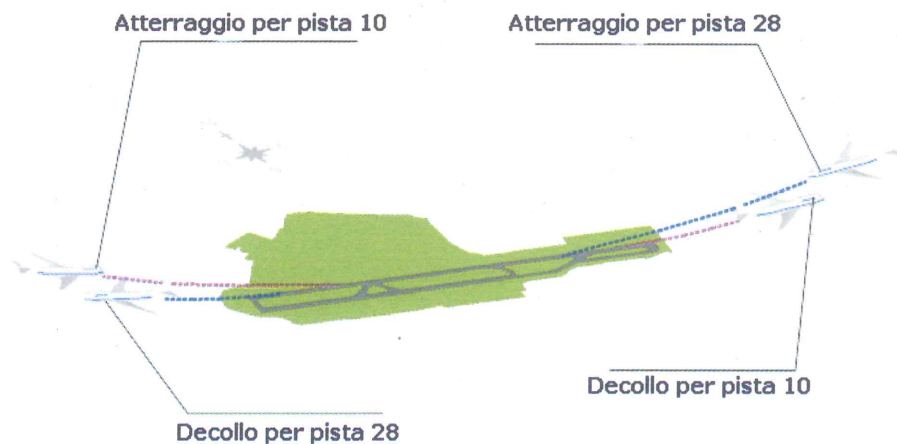 Atterraggio per pista 10
Atterraggio per pista 28
Decollo per pista 10
Decollo per pista 28